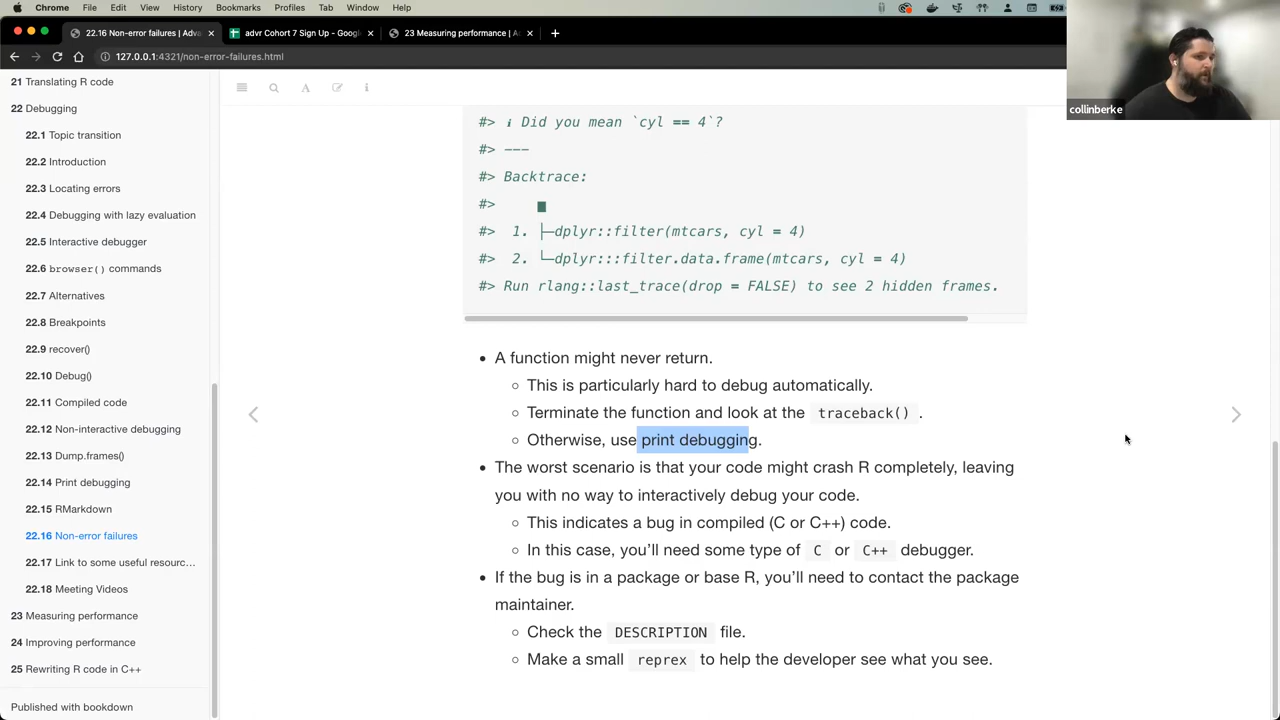 Chrome File Edit View History Bookmarks Profiles Tab Window Help
22.16 Non-error failures | Adva
advr Cohort 7 Sign Up - Google
23 Measuring performance | A
127.0.0.1:4321/non-error-failures.html
collinberke
21 Translating R code
22 Debugging
22.1 Topic transition
22.2 Introduction
22.3 Locating errors
22.4 Debugging with lazy evaluation
22.5 Interactive debugger
22.6 browser() commands
22.7 Alternatives
22.8 Breakpoints
22.9 recover()
22.10 Debug()
22.11 Compiled code
22.12 Non-interactive debugging
22.13 Dump.frames()
22.14 Print debugging
22.15 RMarkdown
22.16 Non-error failures
22.17 Link to some useful resourc…
22.18 Meeting Videos
23 Measuring performance
24 Improving performance
25 Rewriting R code in C++
Published with bookdown
#> ℹ Did you mean `cyl == 4`?
#> ---
#> Backtrace:
#> ■
#> 1. ├─dplyr::filter(mtcars, cyl = 4)
#> 2. └─dplyr:::filter.data.frame(mtcars, cyl = 4)
#> Run rlang::last_trace(drop = FALSE) to see 2 hidden frames.
• A function might never return.
○ This is particularly hard to debug automatically.
○ Terminate the function and look at the traceback() .
○ Otherwise, use print debugging.
• The worst scenario is that your code might crash R completely, leaving
you with no way to interactively debug your code.
○ This indicates a bug in compiled (C or C++) code.
○ In this case, you’ll need some type of C or C++ debugger.
• If the bug is in a package or base R, you’ll need to contact the package
maintainer.
○ Check the DESCRIPTION file.
○ Make a small reprex to help the developer see what you see.